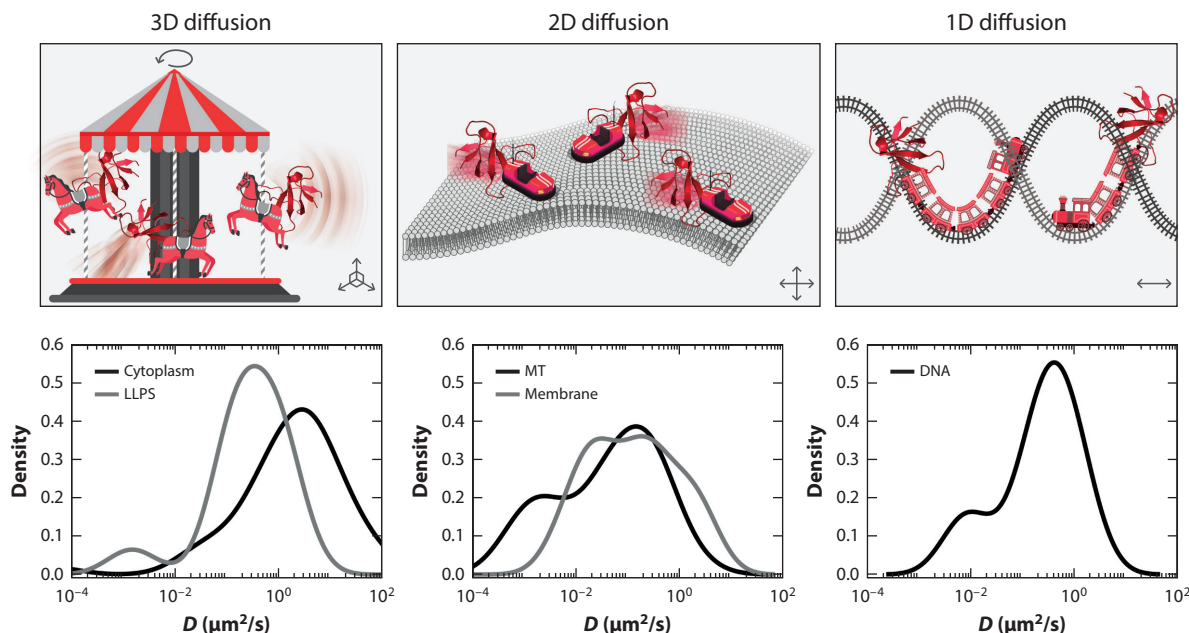 3D diffusion
2D diffusion
1D diffusion
0.6
0.5
0.4
0.3
0.2
0.1
0.0
Density
Cytoplasm
LLPS
10⁻⁴
10⁻²
10⁰
10²
D (µm²/s)
0.6
0.5
0.4
0.3
0.2
0.1
0.0
Density
MT
Membrane
10⁻⁴
10⁻²
10⁰
10²
D (µm²/s)
0.6
0.5
0.4
0.3
0.2
0.1
0.0
Density
DNA
10⁻⁴
10⁻²
10⁰
10²
D (µm²/s)